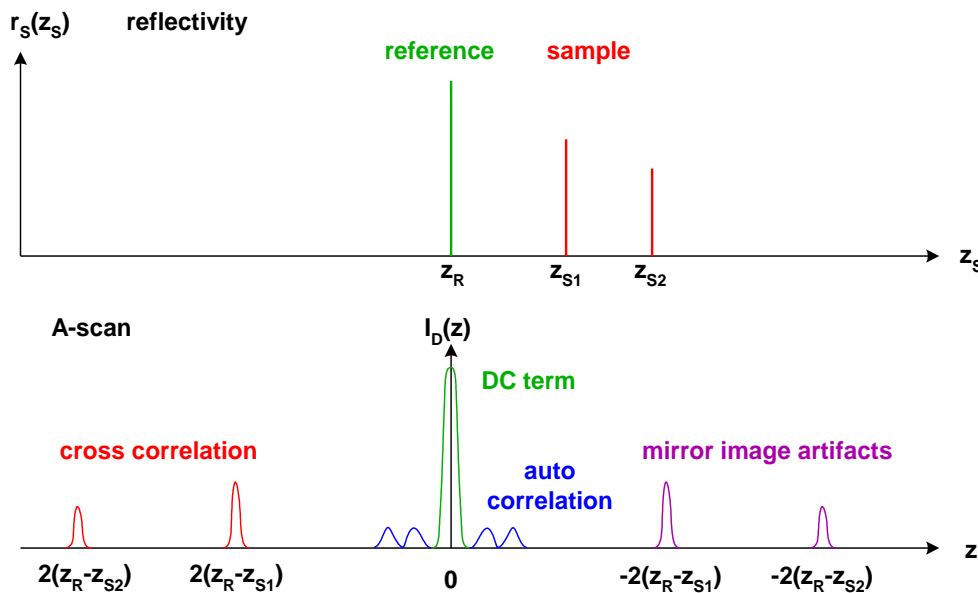 r_S(z_S) reflectivity
reference sample
z_R z_S1 z_S2 z_S
A-scan I_D(z)
DC term
cross correlation mirror image artifacts
auto
correlation
z
2(z_R-z_S2) 2(z_R-z_S1) 0 -2(z_R-z_S1) -2(z_R-z_S2)